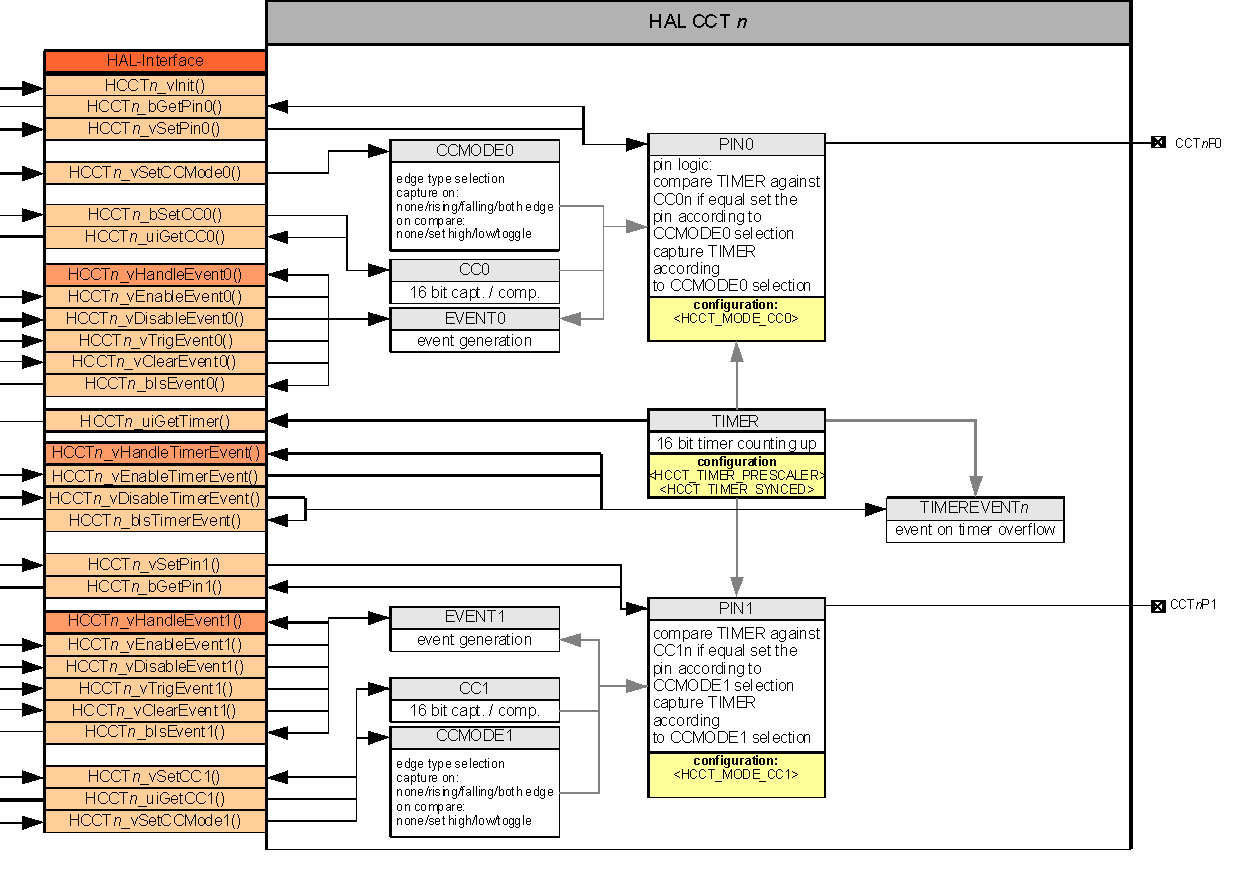 HAL CCT n
HAL-Interface
HCCTn_vInit()
HCCTn_bGetPin0()
HCCTn_vSetPin0()
HCCTn_vSetCCMode0()
HCCTn_bSetCC0()
HCCTn_uiGetCC0()
HCCTn_vHandleEvent0()
HCCTn_vEnableEvent0()
HCCTn_vDisableEvent0()
HCCTn_vTrigEvent0()
HCCTn_vClearEvent0()
HCCTn_bIsEvent0()
HCCTn_uiGetTimer()
HCCTn_vHandleTimerEvent()
HCCTn_vEnableTimerEvent()
HCCTn_vDisableTimerEvent()
HCCTn_bIsTimerEvent()
HCCTn_vSetPin1()
HCCTn_bGetPin1()
HCCTn_vHandleEvent1()
HCCTn_vEnableEvent1()
HCCTn_vDisableEvent1()
HCCTn_vTrigEvent1()
HCCTn_vClearEvent1()
HCCTn_bIsEvent1()
HCCTn_vSetCC1()
HCCTn_uiGetCC1()
HCCTn_vSetCCMode1()
CCMODE0
edge type selection
capture on:
none/rising/falling/both edge
on compare:
none/set high/low/toggle
CC0
16 bit capt. / comp.
EVENT0
event generation
EVENT1
event generation
CC1
16 bit capt. / comp.
CCMODE1
edge type selection
capture on:
none/rising/falling/both edge
on compare:
none/set high/low/toggle
PIN0
pin logic:
compare TIMER against
CC0n if equal set the
pin according to
CCMODE0 selection
capture TIMER
according
to CCMODE0 selection
configuration:
<HCCT_MODE_CC0>
TIMER
16 bit timer counting up
configuration
<HCCT_TIMER_PRESCALER>
<HCCT_TIMER_SYNCED>
PIN1
compare TIMER against
CC1n if equal set the
pin according to
CCMODE1 selection
capture TIMER
according
to CCMODE1 selection
configuration:
<HCCT_MODE_CC1>
TIMEREVENTn
event on timer overflow
CCTnP0
CCTnP1